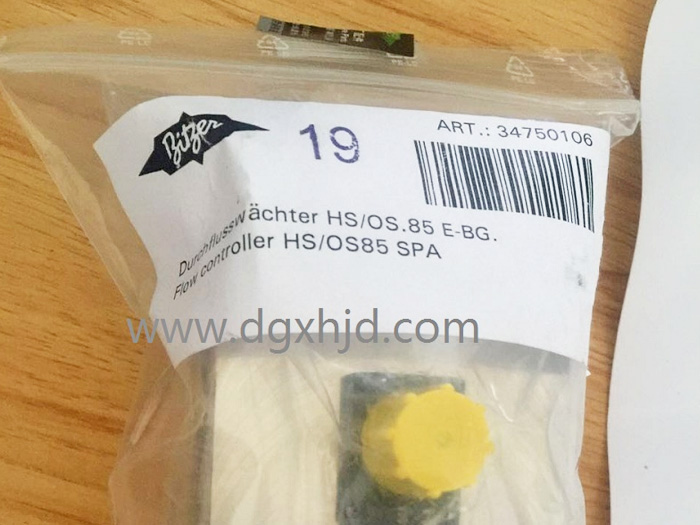 Bitzer
19
ART.: 34750106
Durchflusswächter HS/OS.85 E-BG.
Flow controller HS/OS85 SPA
www.dgxhjd.com